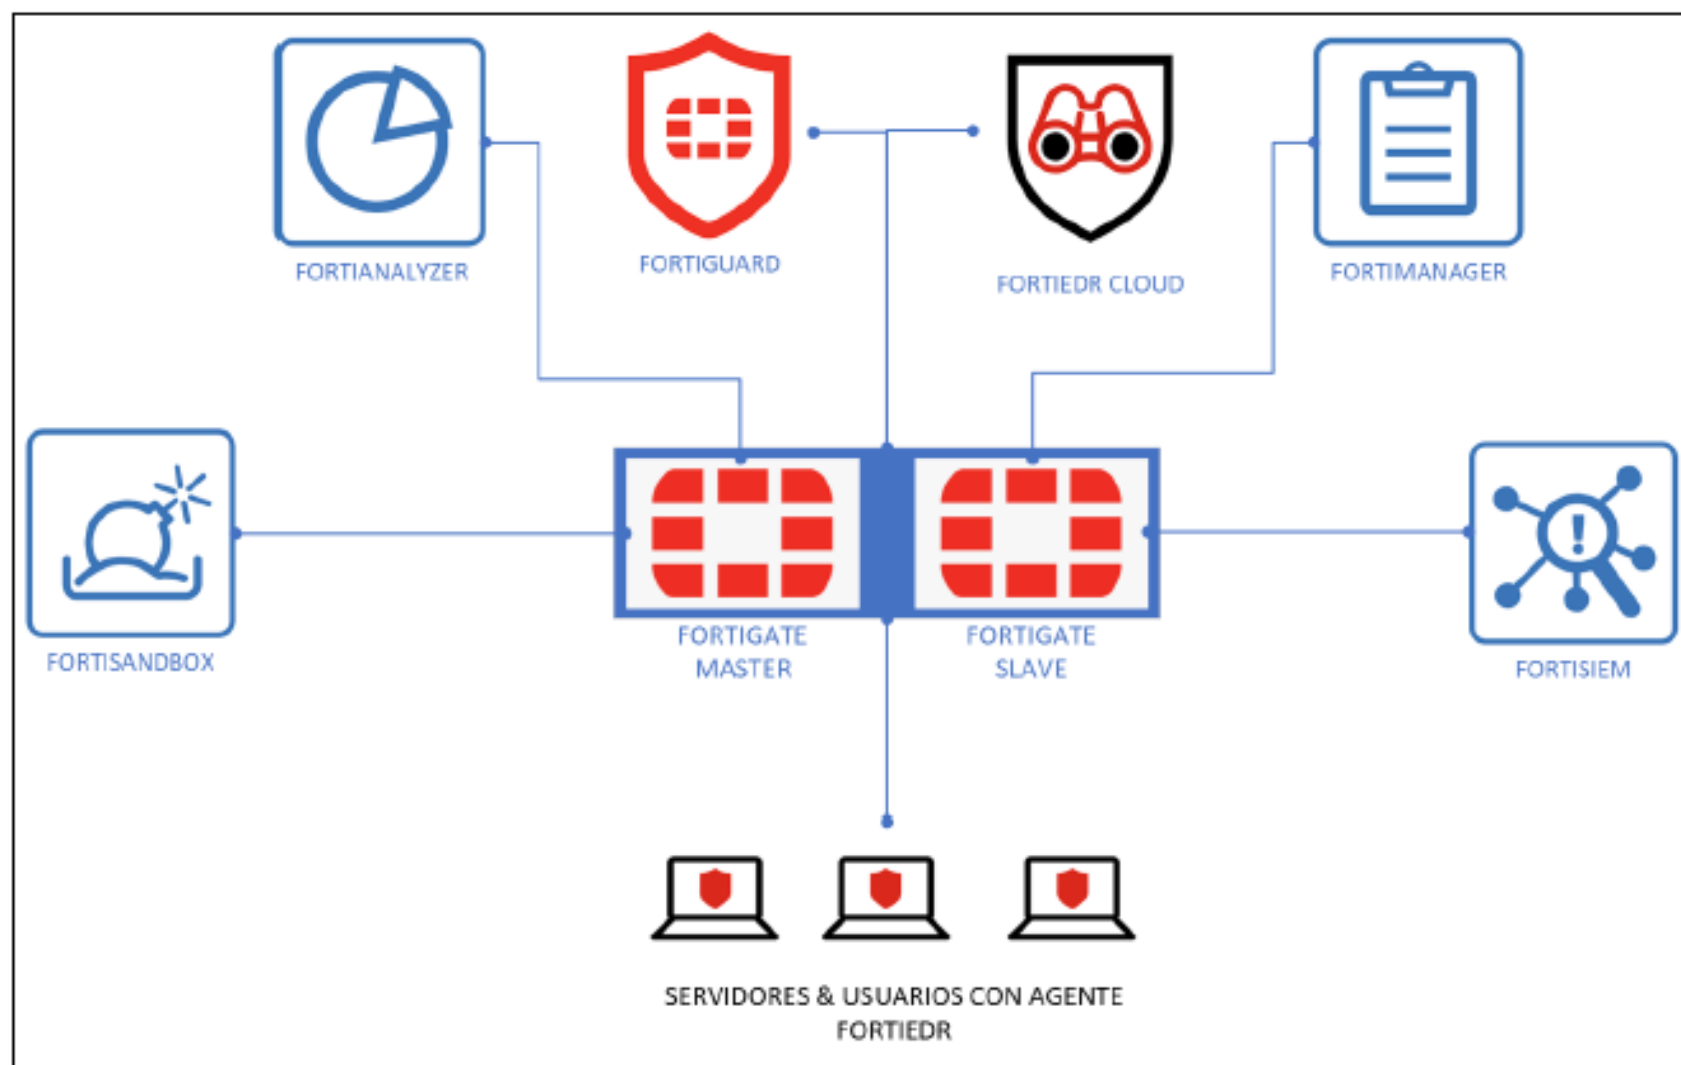 FORTIANALYZER
FORTIGUARD
FORTIEDR CLOUD
FORTIMANAGER
FORTISANDBOX
FORTIGATE
MASTER
FORTIGATE
SLAVE
FORTISIEM
SERVIDORES & USUARIOS CON AGENTE
FORTIEDR